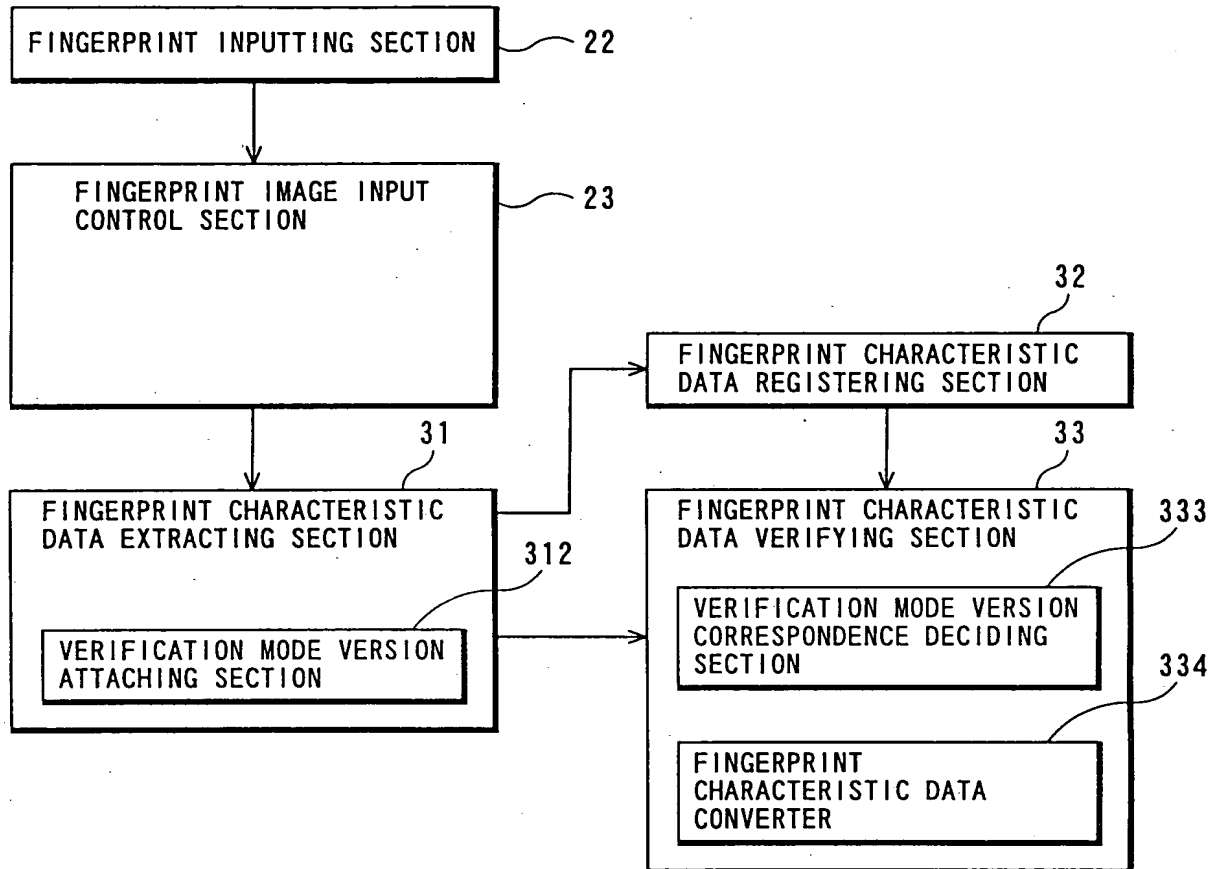 FINGERPRINT INPUTTING SECTION
22
FINGERPRINT IMAGE INPUT
CONTROL SECTION
23
32
FINGERPRINT CHARACTERISTIC
DATA REGISTERING SECTION
31
FINGERPRINT CHARACTERISTIC
DATA EXTRACTING SECTION
312
VERIFICATION MODE VERSION
ATTACHING SECTION
33
FINGERPRINT CHARACTERISTIC
DATA VERIFYING SECTION
333
VERIFICATION MODE VERSION
CORRESPONDENCE DECIDING
SECTION
334
FINGERPRINT
CHARACTERISTIC DATA
CONVERTER